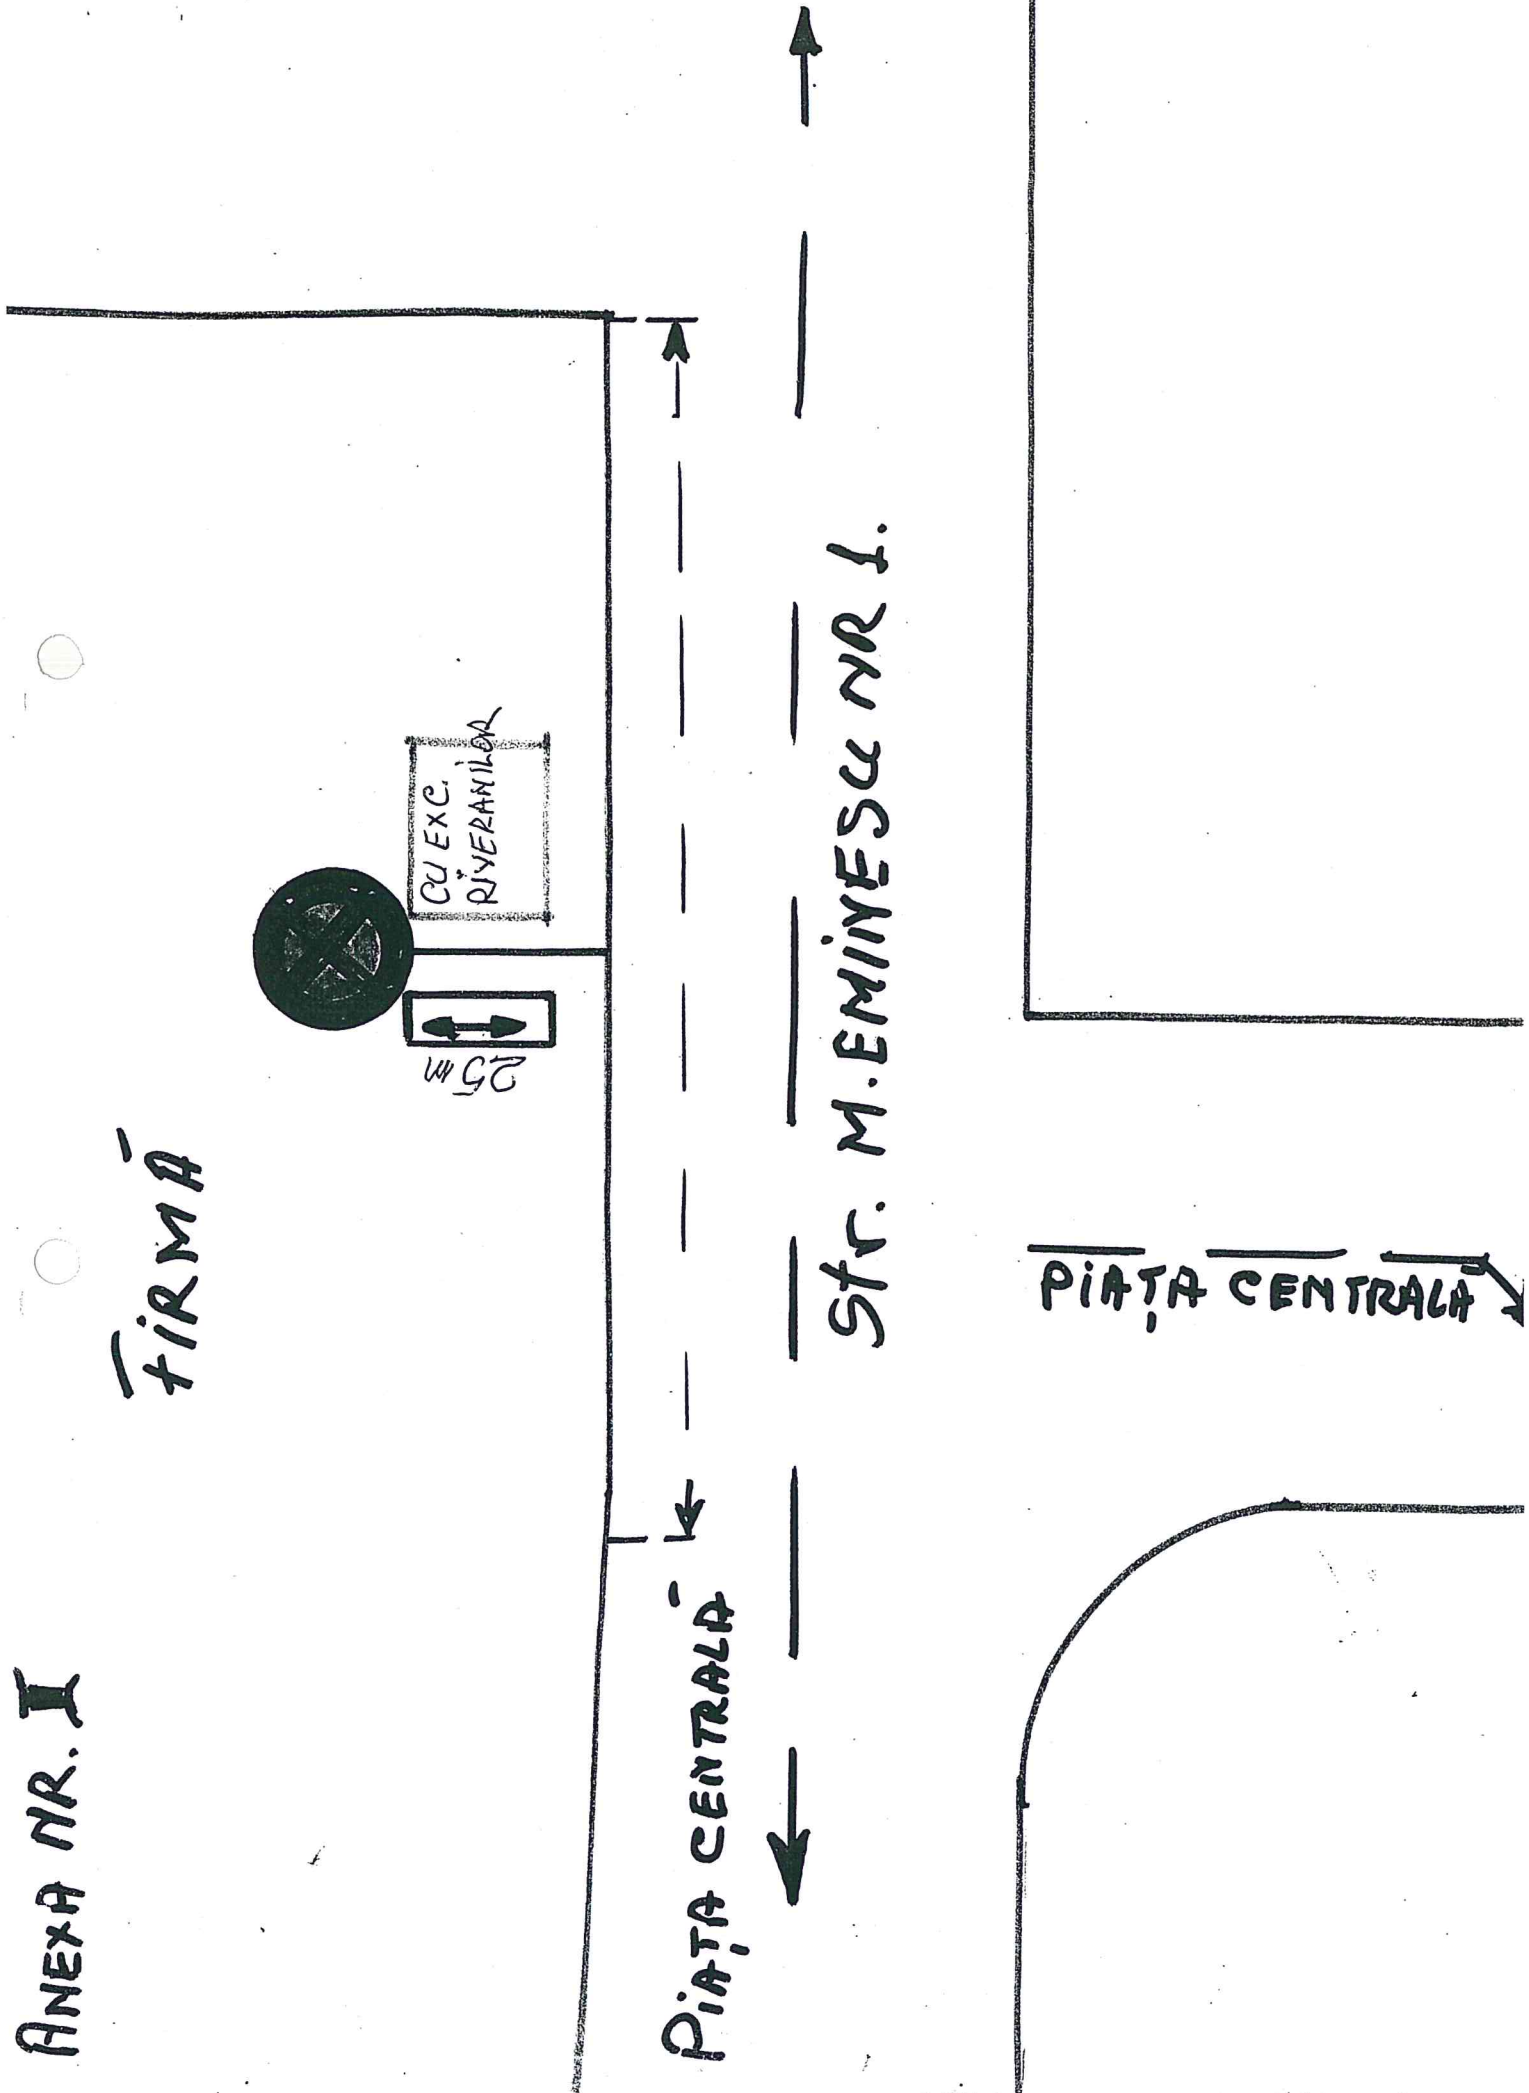 ANEXA NR. I
FIRMĂ
25 m
CU EXC.
RIVERANILOR
PIAȚA CENTRALĂ
Str. M. EMINESCU NR 1.
PIAȚA CENTRALĂ